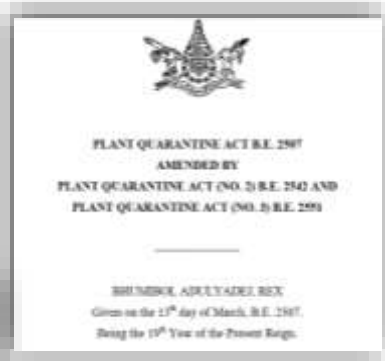 PLANT QUARANTINE ACT B.E. 2507
AMENDED BY
PLANT QUARANTINE ACT (NO. 2) B.E. 2542 AND
PLANT QUARANTINE ACT (NO. 3) B.E. 2551
BHUMIBOL ADULYADEJ, REX
Given on the 13th day of March, B.E. 2507.
Being the 19th Year of the Present Reign.